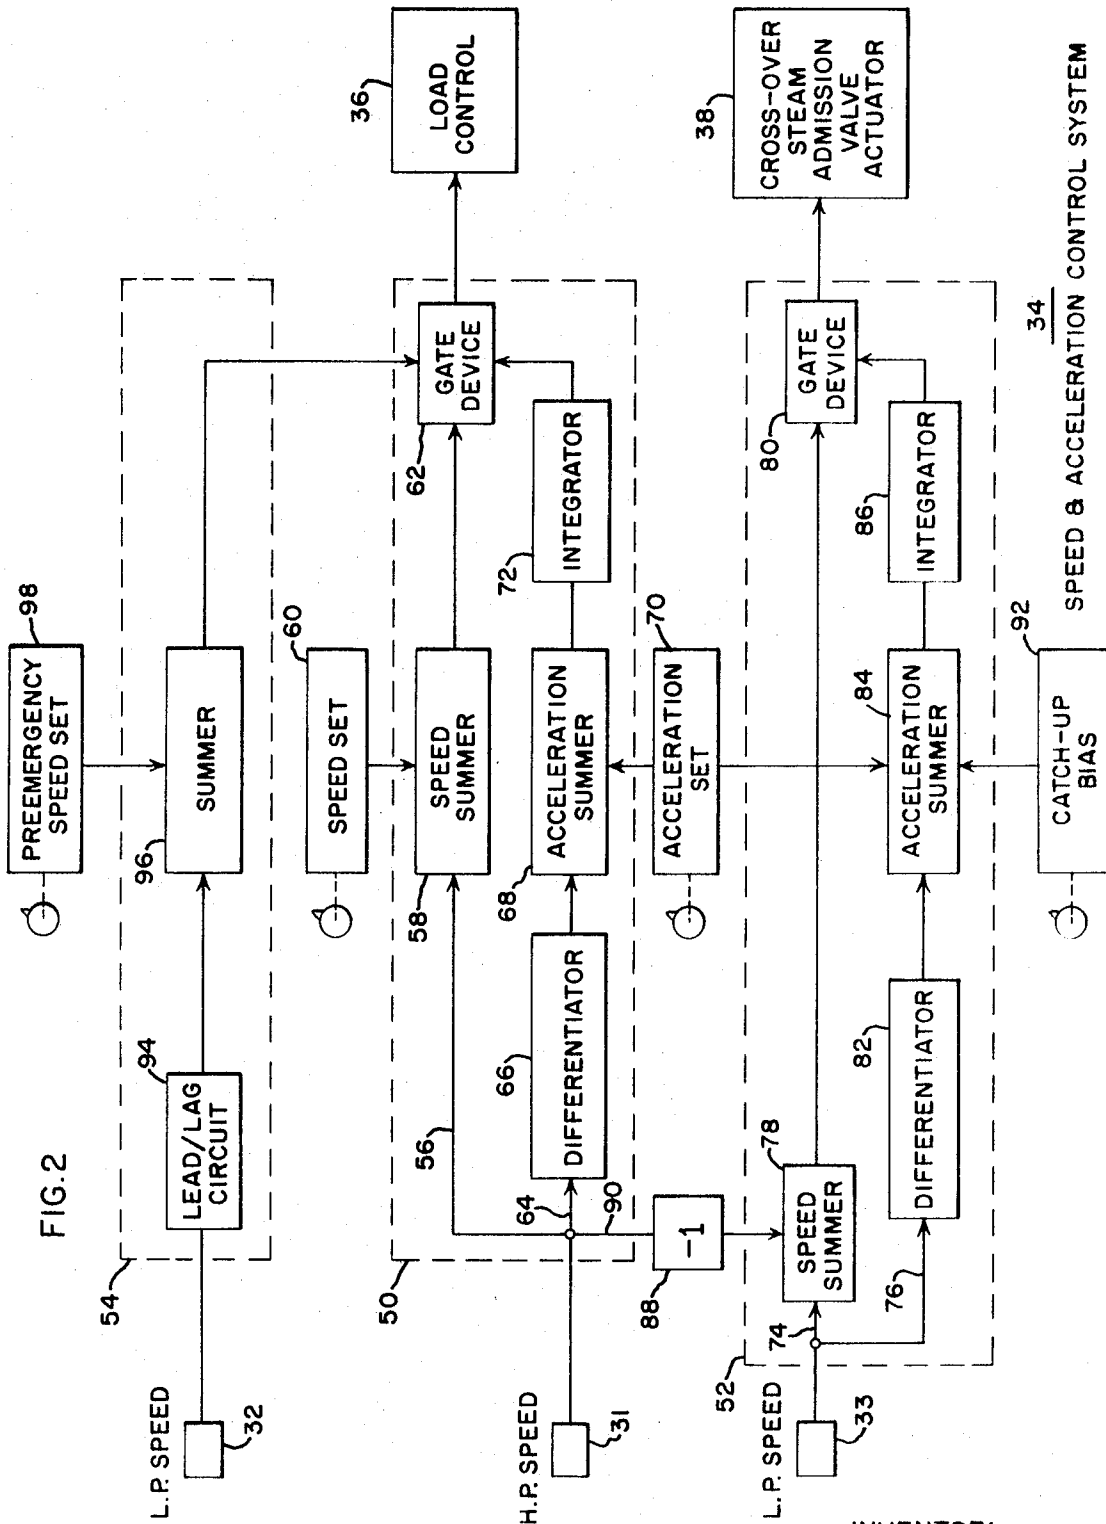 FIG.2
L.P. SPEED
32
54
94
LEAD/LAG
CIRCUIT
96
SUMMER
98
PREEMERGENCY
SPEED SET
60
SPEED SET
H.P. SPEED
31
50
56
64
90
66
DIFFERENTIATOR
58
SPEED
SUMMER
68
ACCELERATION
SUMMER
72
INTEGRATOR
62
GATE
DEVICE
36
LOAD
CONTROL
70
ACCELERATION
SET
88
-1
L.P. SPEED
33
52
74
76
78
SPEED
SUMMER
82
DIFFERENTIATOR
84
ACCELERATION
SUMMER
86
INTEGRATOR
80
GATE
DEVICE
38
CROSS-OVER
STEAM
ADMISSION
VALVE
ACTUATOR
92
CATCH-UP
BIAS
34
SPEED & ACCELERATION CONTROL SYSTEM